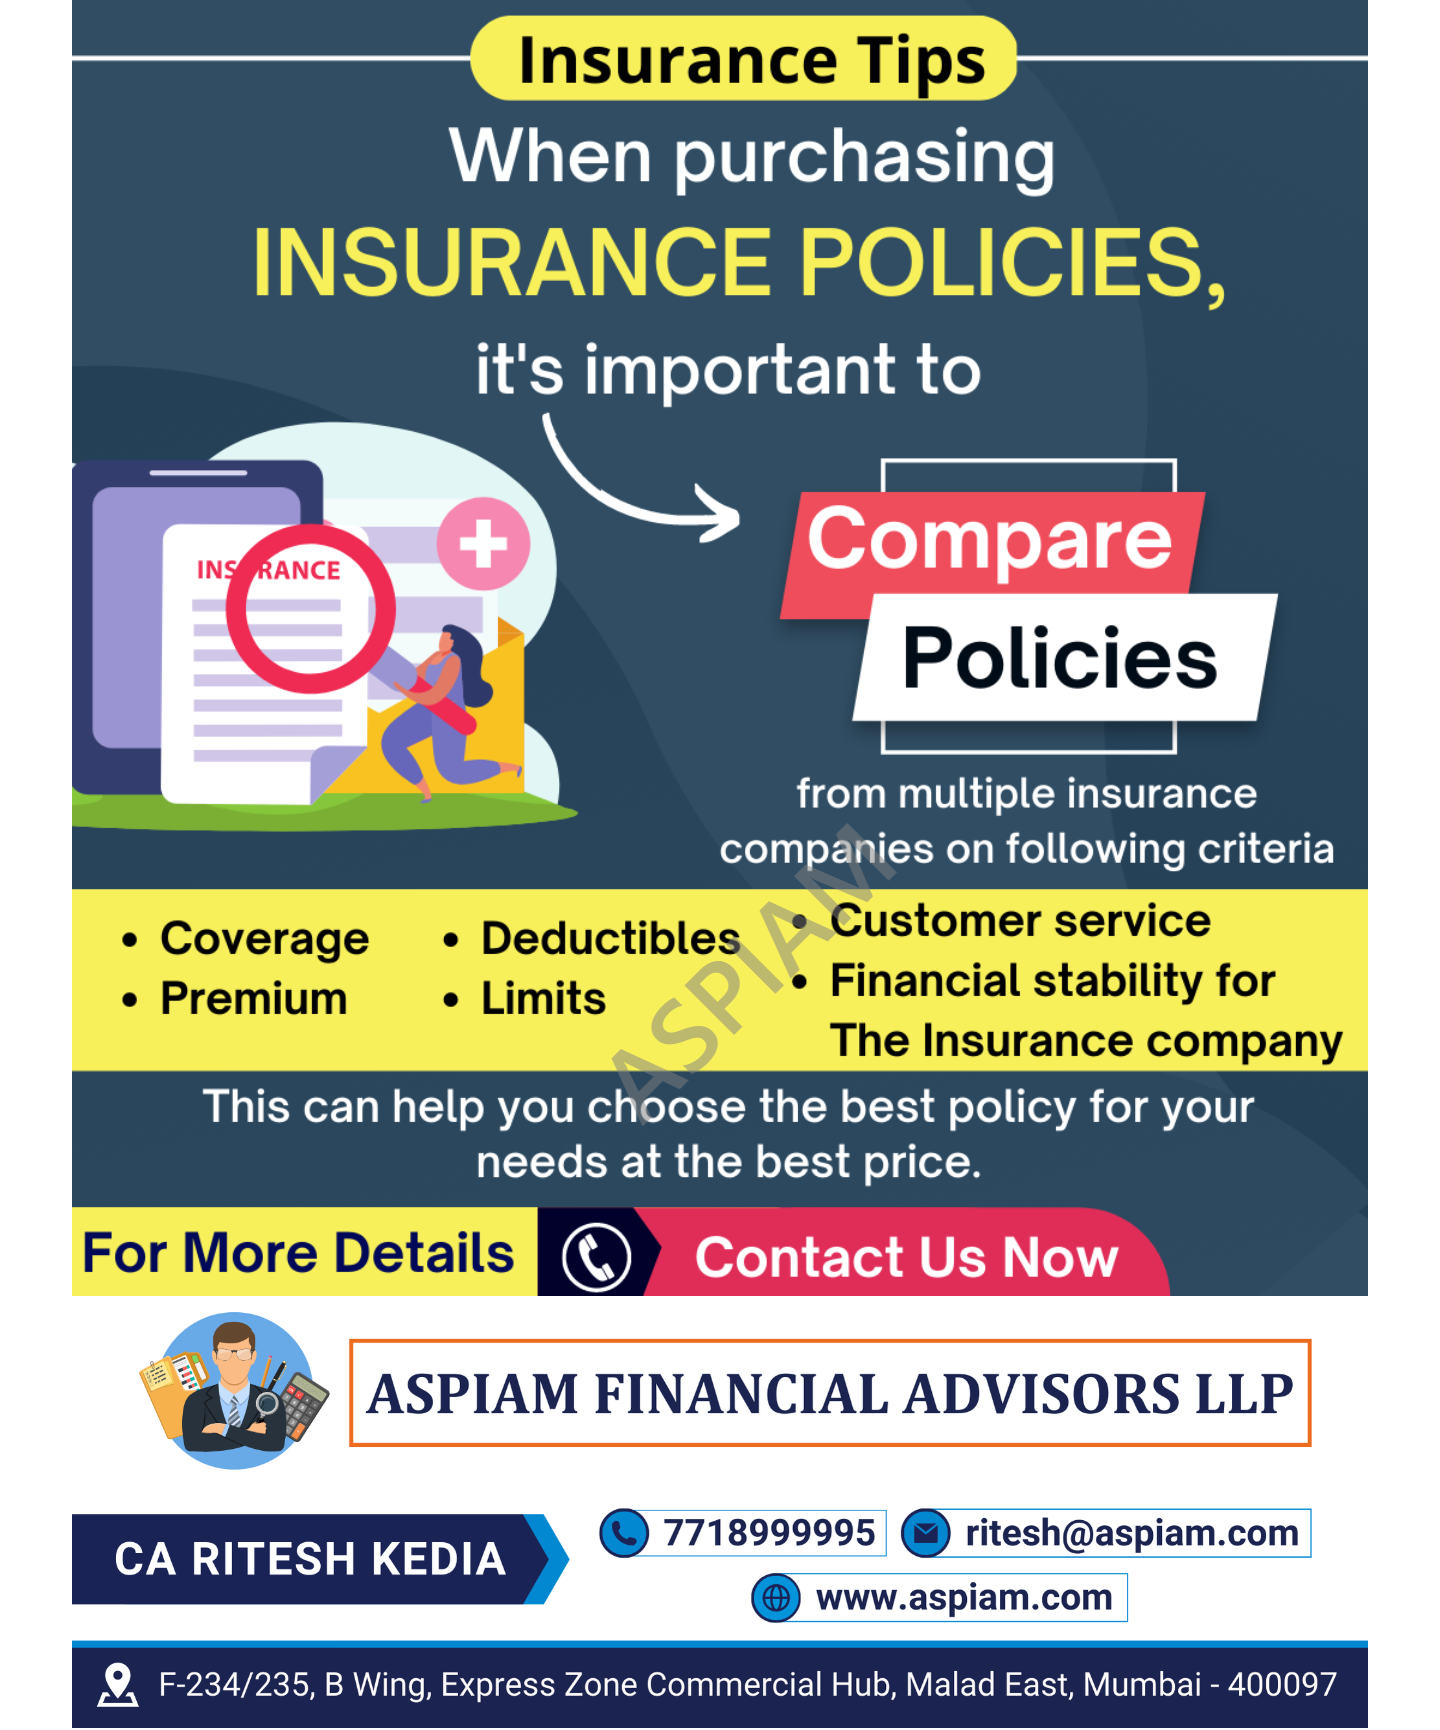 Insurance Tips
When purchasing
INSURANCE POLICIES,
it's important to
INSURANCE
Compare
Policies
from multiple insurance
companies on following criteria
• Coverage
• Premium
• Deductibles
• Limits
• Customer service
• Financial stability for
The Insurance company
ASPIAM
This can help you choose the best policy for your
needs at the best price.
For More Details
Contact Us Now
ASPIAM FINANCIAL ADVISORS LLP
CA RITESH KEDIA
7718999995
ritesh@aspiam.com
www.aspiam.com
F-234/235, B Wing, Express Zone Commercial Hub, Malad East, Mumbai - 400097